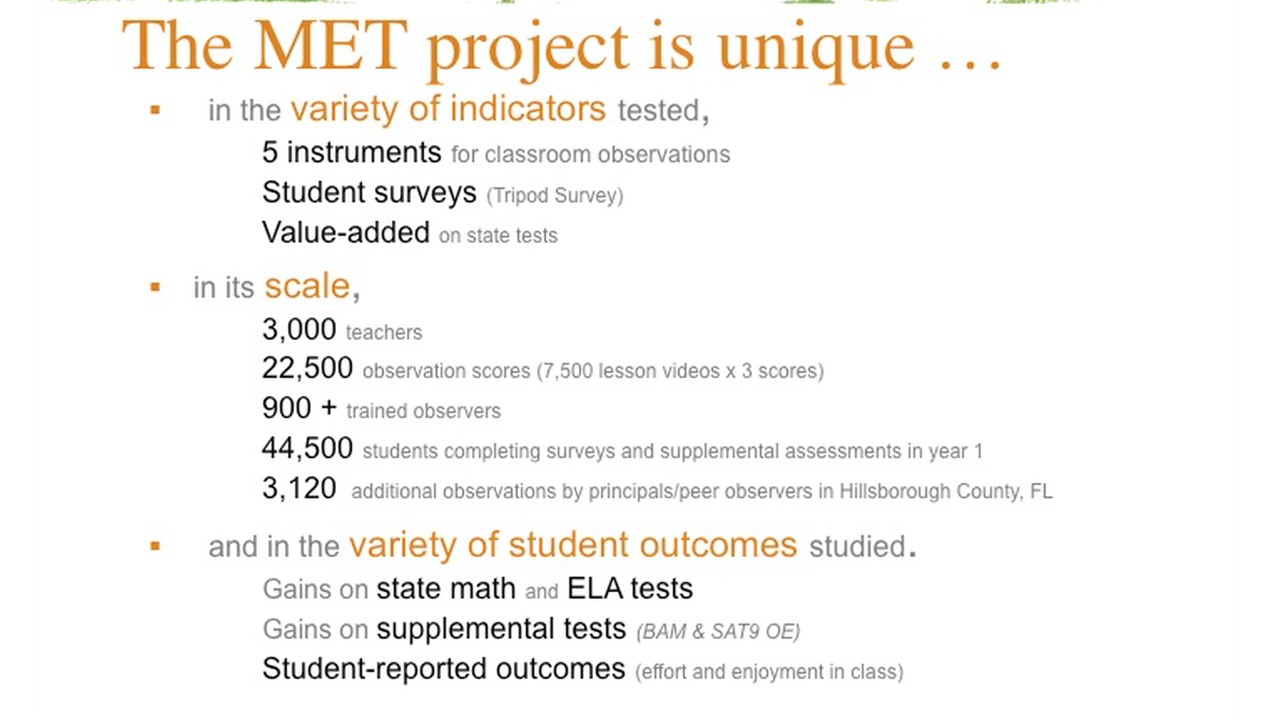 The MET project is unique …
▪ in the variety of indicators tested,
5 instruments for classroom observations
Student surveys (Tripod Survey)
Value-added on state tests
▪ in its scale,
3,000 teachers
22,500 observation scores (7,500 lesson videos x 3 scores)
900 + trained observers
44,500 students completing surveys and supplemental assessments in year 1
3,120 additional observations by principals/peer observers in Hillsborough County, FL
▪ and in the variety of student outcomes studied.
Gains on state math and ELA tests
Gains on supplemental tests (BAM & SAT9 OE)
Student-reported outcomes (effort and enjoyment in class)